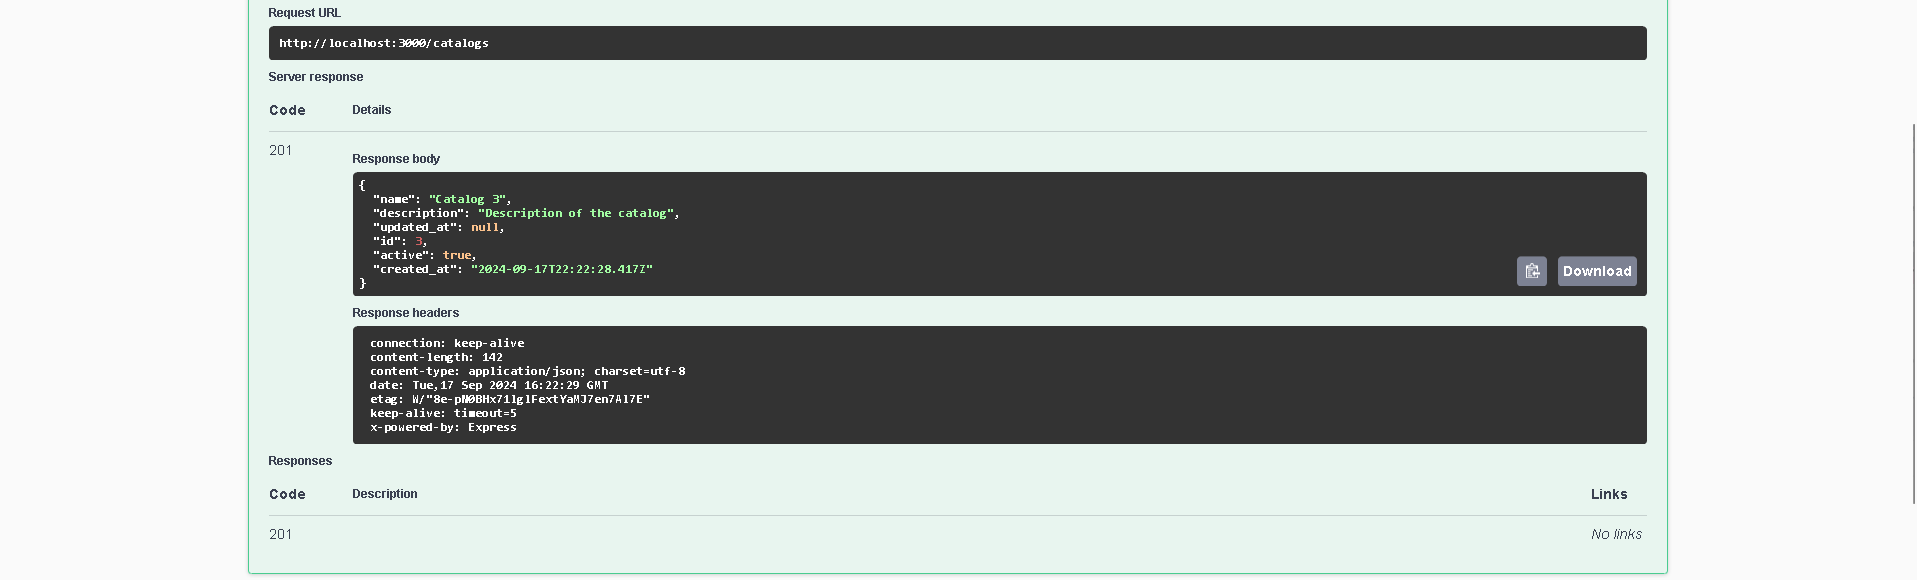 Request URL
http://localhost:3000/catalogs
Server response
Code Details
201
Response body
{
"name": "Catalog 3",
"description": "Description of the catalog",
"updated_at": null,
"id": 3,
"active": true,
"created_at": "2024-09-17T22:22:28.417Z"
}
Download
Response headers
connection: keep-alive
content-length: 142
content-type: application/json; charset=utf-8
date: Tue,17 Sep 2024 16:22:29 GMT
etag: W/"8e-pN0BHx71lglFextYaMJ7en7Al7E"
keep-alive: timeout=5
x-powered-by: Express
Responses
Code Description Links
201 No links